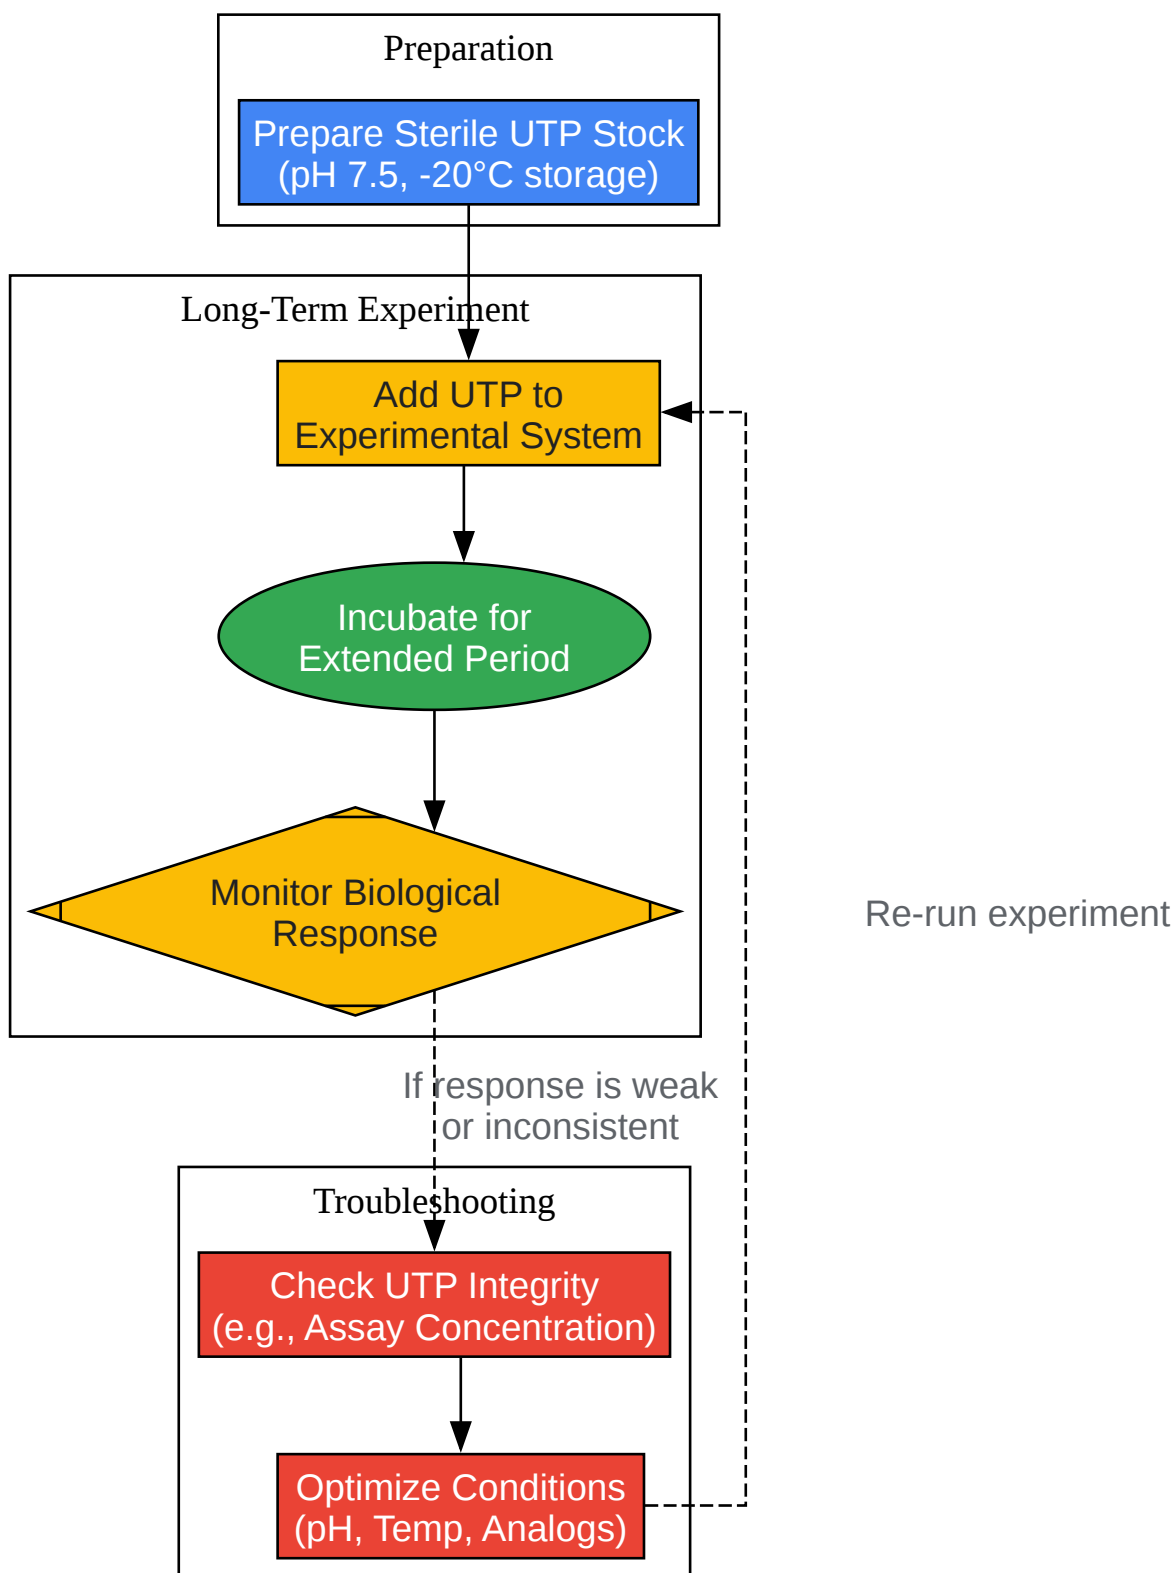 Preparation
Prepare Sterile UTP Stock
(pH 7.5, -20°C storage)
Long-Term Experiment
Add UTP to
Experimental System
Incubate for
Extended Period
Monitor Biological
Response
Re-run experiment
If response is weak
or inconsistent
Troubleshooting
Check UTP Integrity
(e.g., Assay Concentration)
Optimize Conditions
(pH, Temp, Analogs)